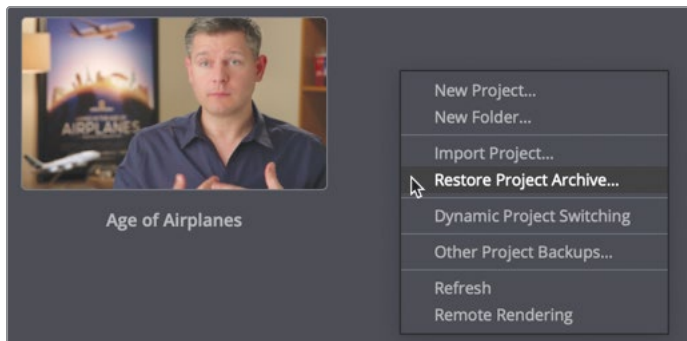 AIRPLANES
Age of Airplanes
New Project...
New Folder...
Import Project...
Restore Project Archive...
Dynamic Project Switching
Other Project Backups...
Refresh
Remote Rendering